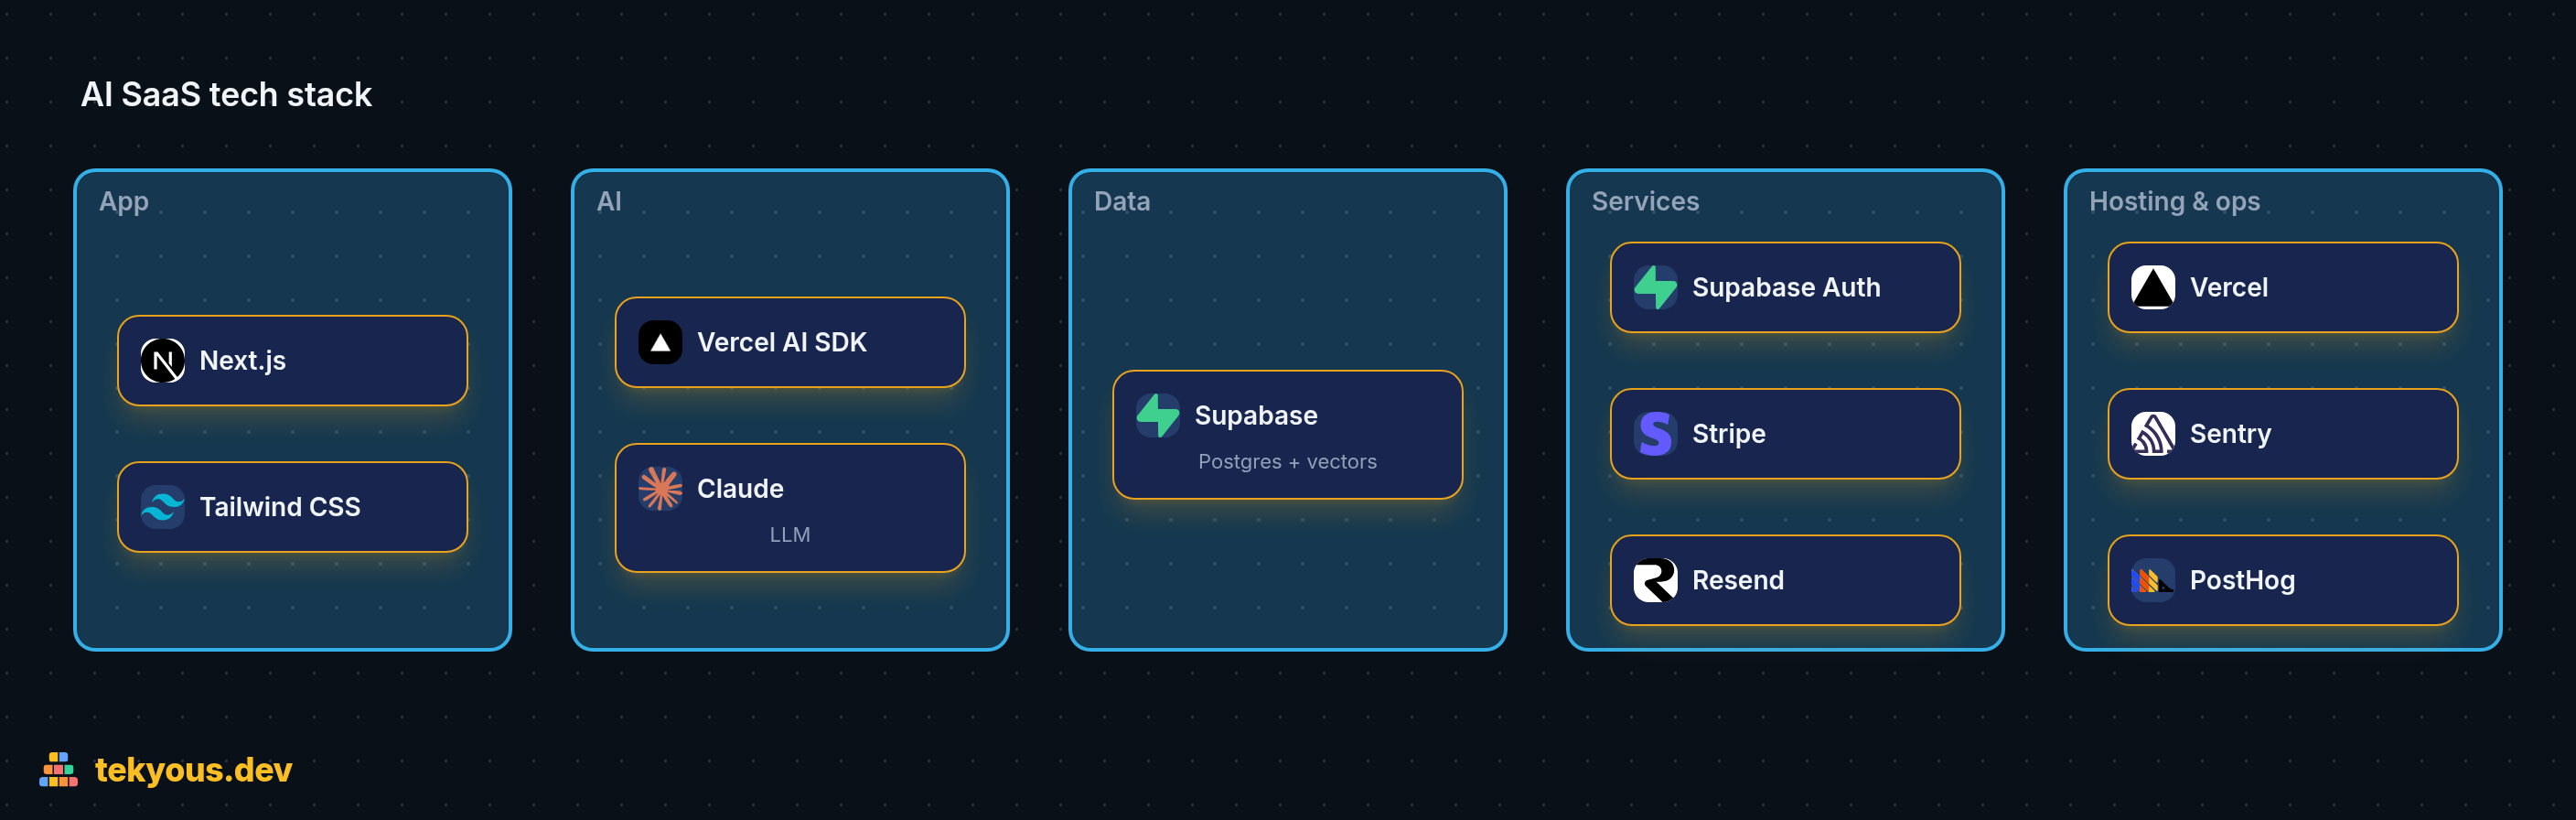 AI SaaS tech stack
App
Next.js
Tailwind CSS
AI
Vercel AI SDK
Claude
LLM
Data
Supabase
Postgres + vectors
Services
Supabase Auth
Stripe
Resend
Hosting & ops
Vercel
Sentry
PostHog
tekyous.dev